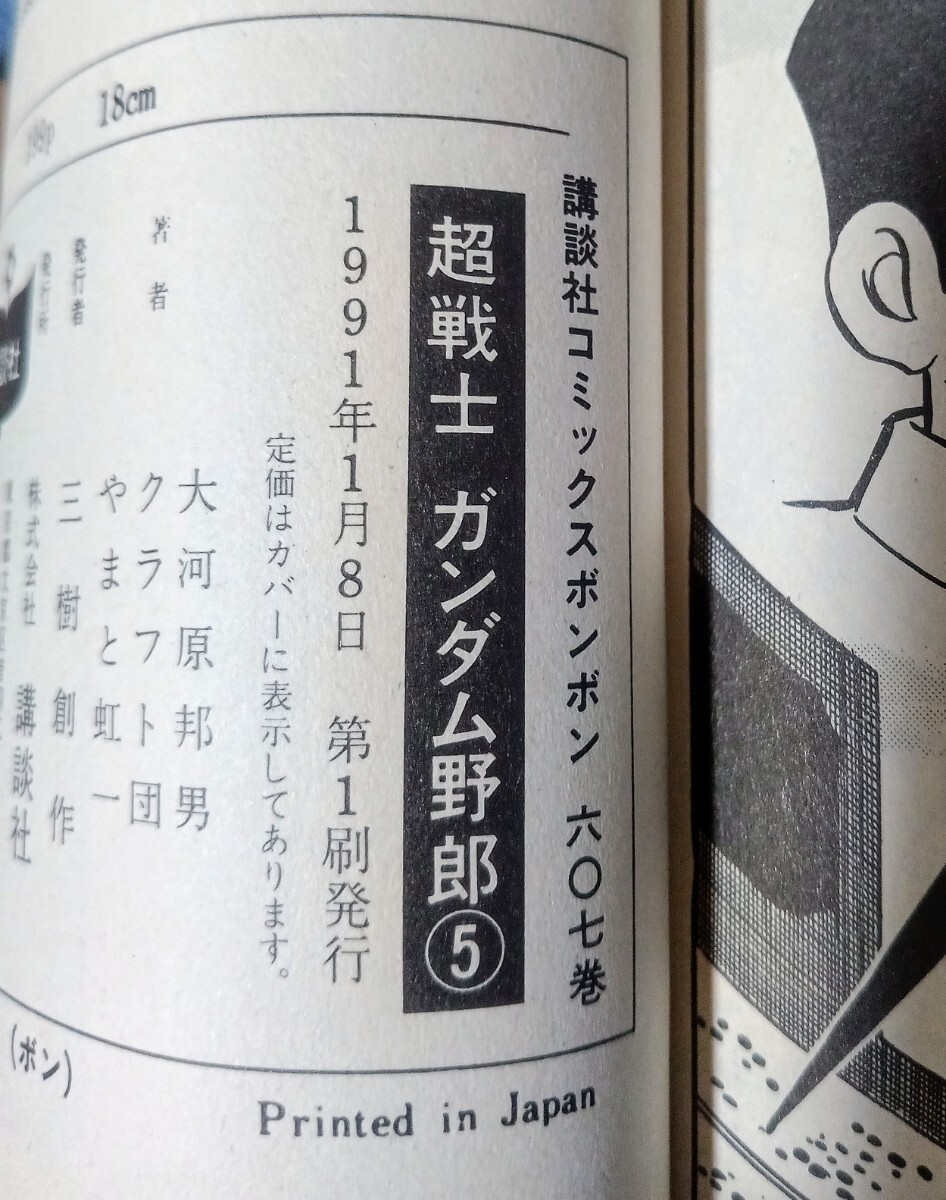 199p 18cm
講談社コミックスボンボン 六〇七巻
超戦士 ガンダム野郎⑤
1991年1月8日 第1刷発行
定価はカバーに表示してあります。
著者 大河原邦男
クラフト団
やまと虹一
発行者 三樹創作
発行所 株式会社 講談社
(ボン)
Printed in Japan